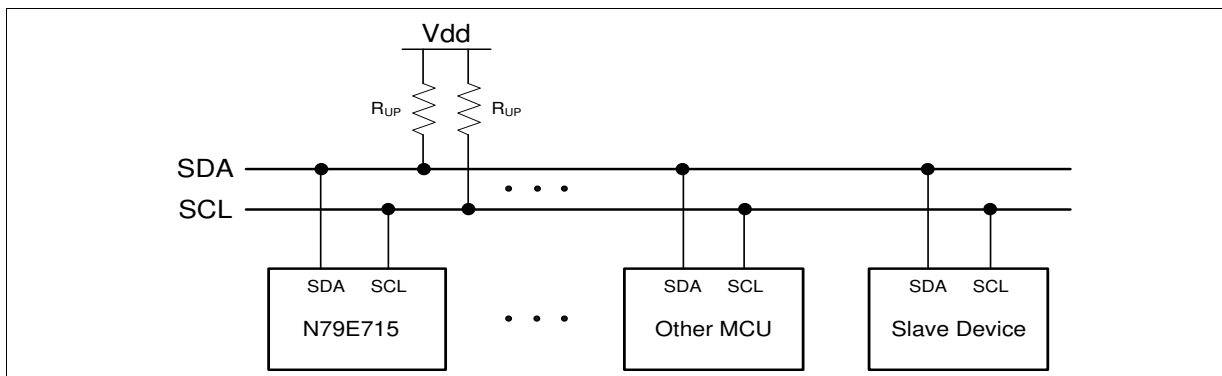 Vdd
RUP RUP
SDA
• • •
SCL
SDA SCL SDA SCL SDA SCL
N79E715 • • • Other MCU Slave Device